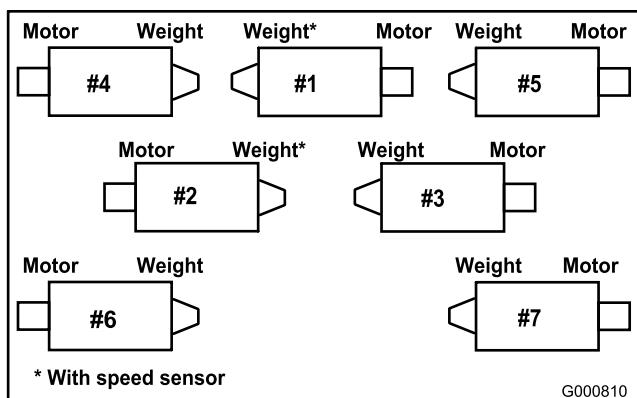 Motor Weight Weight* Motor Weight Motor
#4 #1 #5
Motor Weight* Weight Motor
#2 #3
Motor Weight Weight Motor
#6 #7
* With speed sensor
G000810